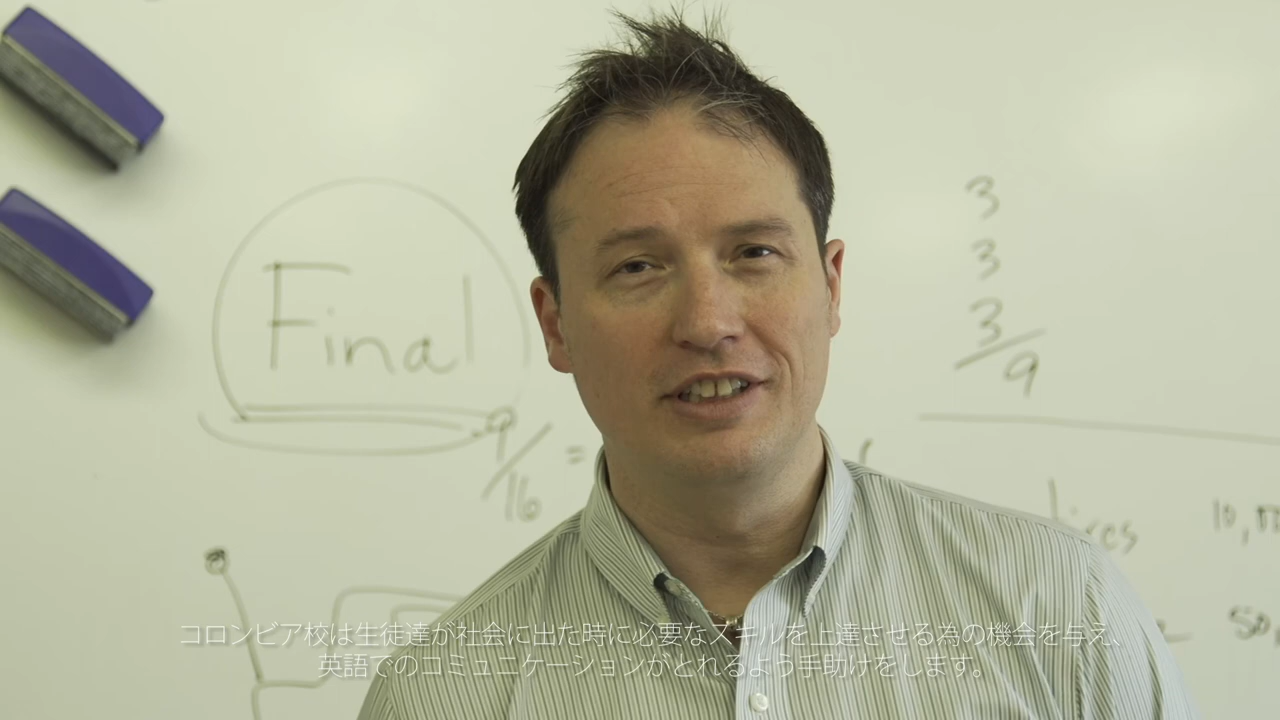 Final
3
3
3/9
9/16 =
10,
コロンビア校は生徒達が社会に出た時に必要なスキルを上達させる為の機会を与え、
英語でのコミュニケーションがとれるよう手助けをします。